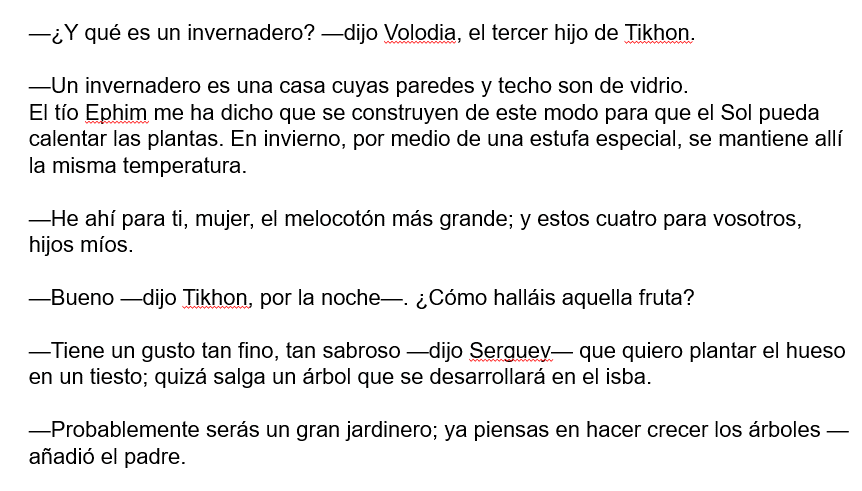 —¿Y qué es un invernadero? —dijo Volodia, el tercer hijo de Tikhon.
—Un invernadero es una casa cuyas paredes y techo son de vidrio.
El tío Ephim me ha dicho que se construyen de este modo para que el Sol pueda
calentar las plantas. En invierno, por medio de una estufa especial, se mantiene allí
la misma temperatura.
—He ahí para ti, mujer, el melocotón más grande; y estos cuatro para vosotros,
hijos míos.
—Bueno —dijo Tikhon, por la noche—. ¿Cómo halláis aquella fruta?
—Tiene un gusto tan fino, tan sabroso —dijo Serguey— que quiero plantar el hueso
en un tiesto; quizá salga un árbol que se desarrollará en el isba.
—Probablemente serás un gran jardinero; ya piensas en hacer crecer los árboles —
añadió el padre.